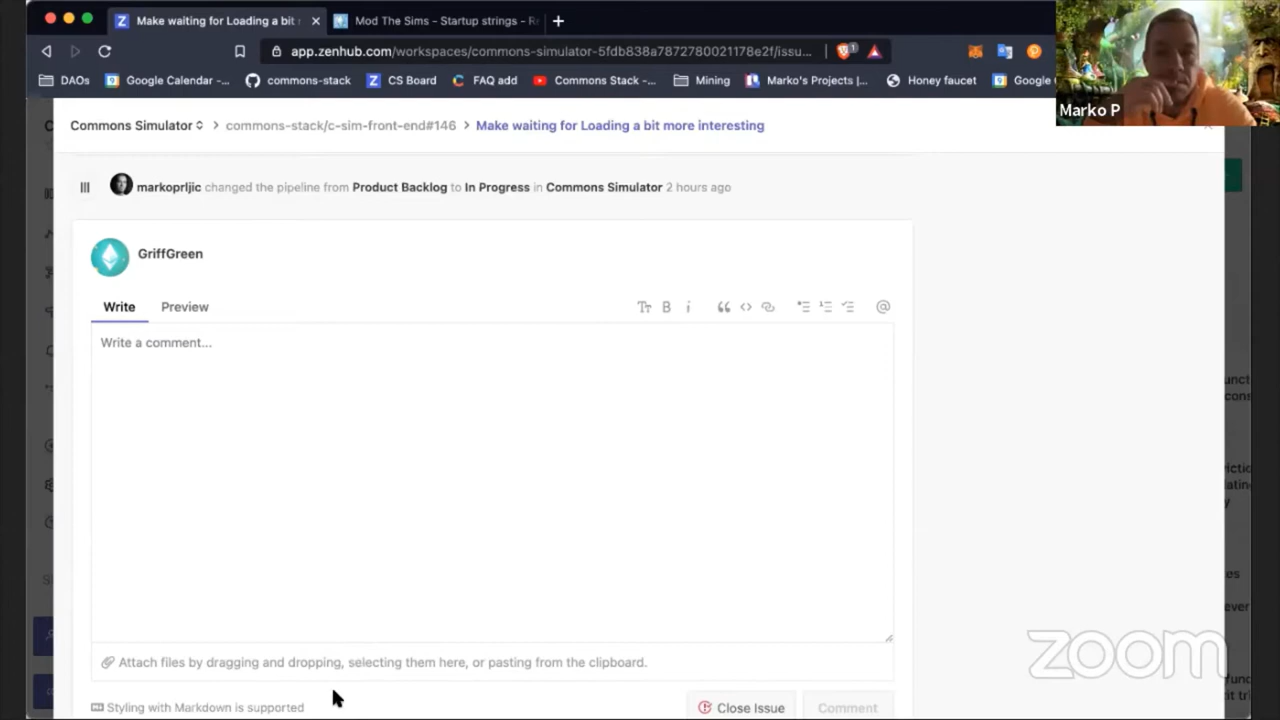 Make waiting for Loading a bit
Mod The Sims - Startup strings - Re
app.zenhub.com/workspaces/commons-simulator-5fdb838a7872780021178e2f/issu...
DAOs
Google Calendar -...
commons-stack
CS Board
FAQ add
Commons Stack -...
Mining
Marko's Projects |...
Honey faucet
Google
Marko P
Commons Simulator > commons-stack/c-sim-front-end#146 > Make waiting for Loading a bit more interesting
markoprljic changed the pipeline from Product Backlog to In Progress in Commons Simulator 2 hours ago
GriffGreen
Write
Preview
Write a comment...
Attach files by dragging and dropping, selecting them here, or pasting from the clipboard.
Styling with Markdown is supported
Close Issue
Comment
zoom